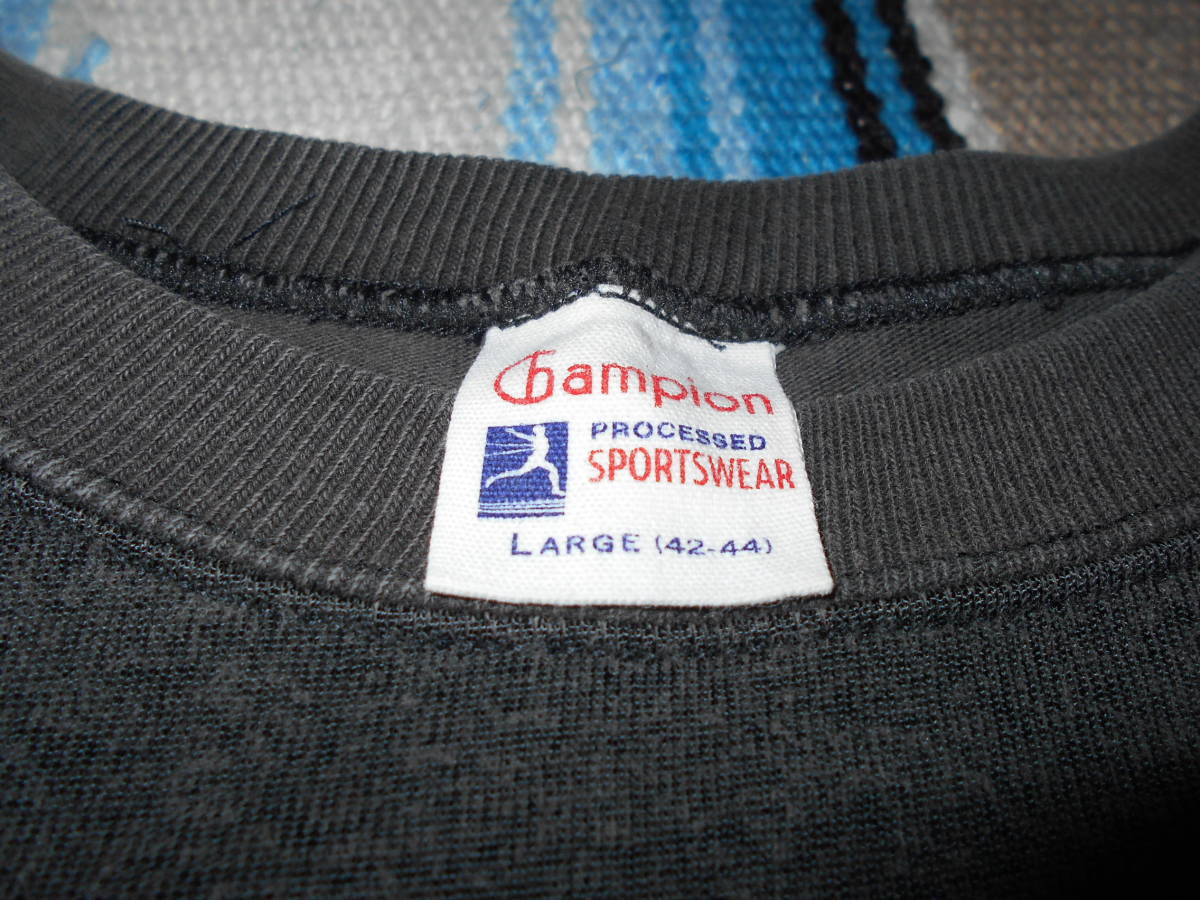 Champion
PROCESSED
SPORTSWEAR
LARGE (42-44)